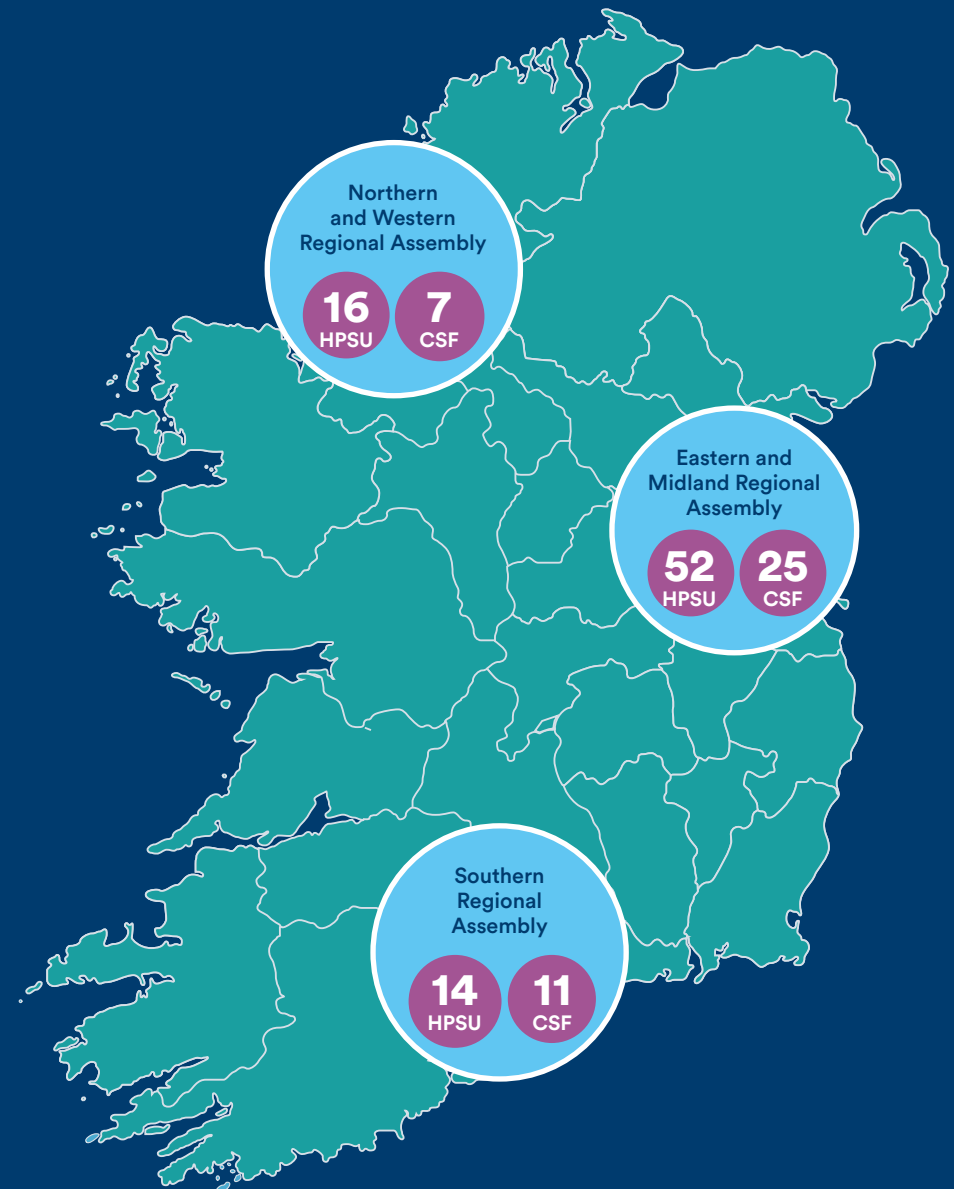 Northern
and Western
Regional Assembly
16
HPSU
7
CSF
Eastern and
Midland Regional
Assembly
52
HPSU
25
CSF
Southern
Regional
Assembly
14
HPSU
11
CSF